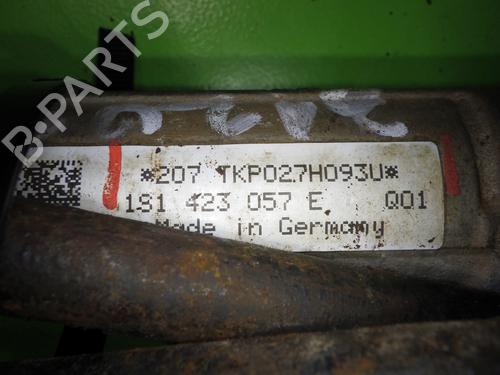 B-PARTS
*207 TKP027H093U*
1S1 423 057 E Q01
Made in Germany